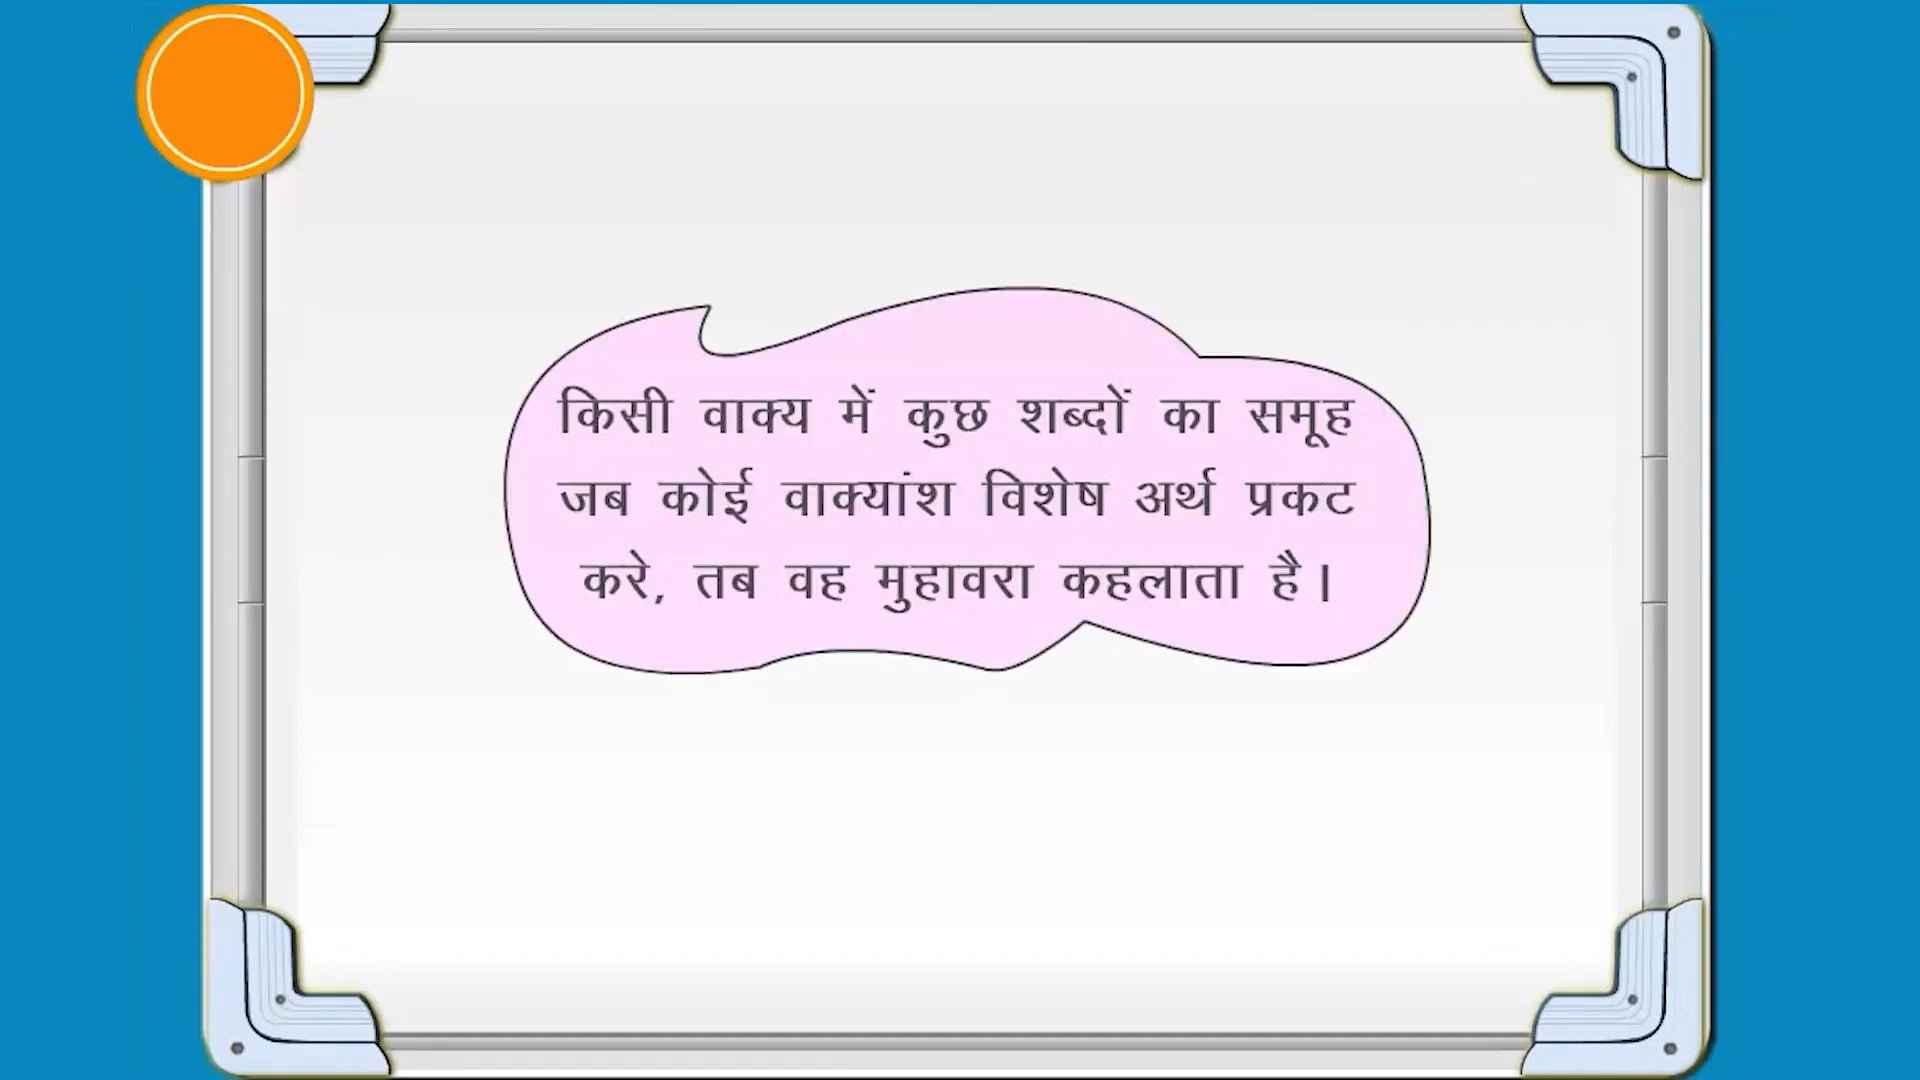 किसी वाक्य में कुछ शब्दों का समूह
जब कोई वाक्यांश विशेष अर्थ प्रकट
करे, तब वह मुहावरा कहलाता है।